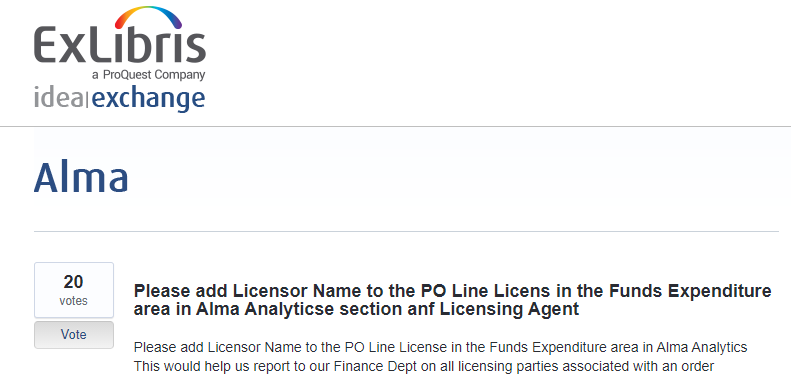 ExLibris
a ProQuest Company
idea|exchange
Alma
20
votes
Vote
Please add Licensor Name to the PO Line Licens in the Funds Expenditure
area in Alma Analyticse section anf Licensing Agent
Please add Licensor Name to the PO Line License in the Funds Expenditure area in Alma Analytics
This would help us report to our Finance Dept on all licensing parties associated with an order